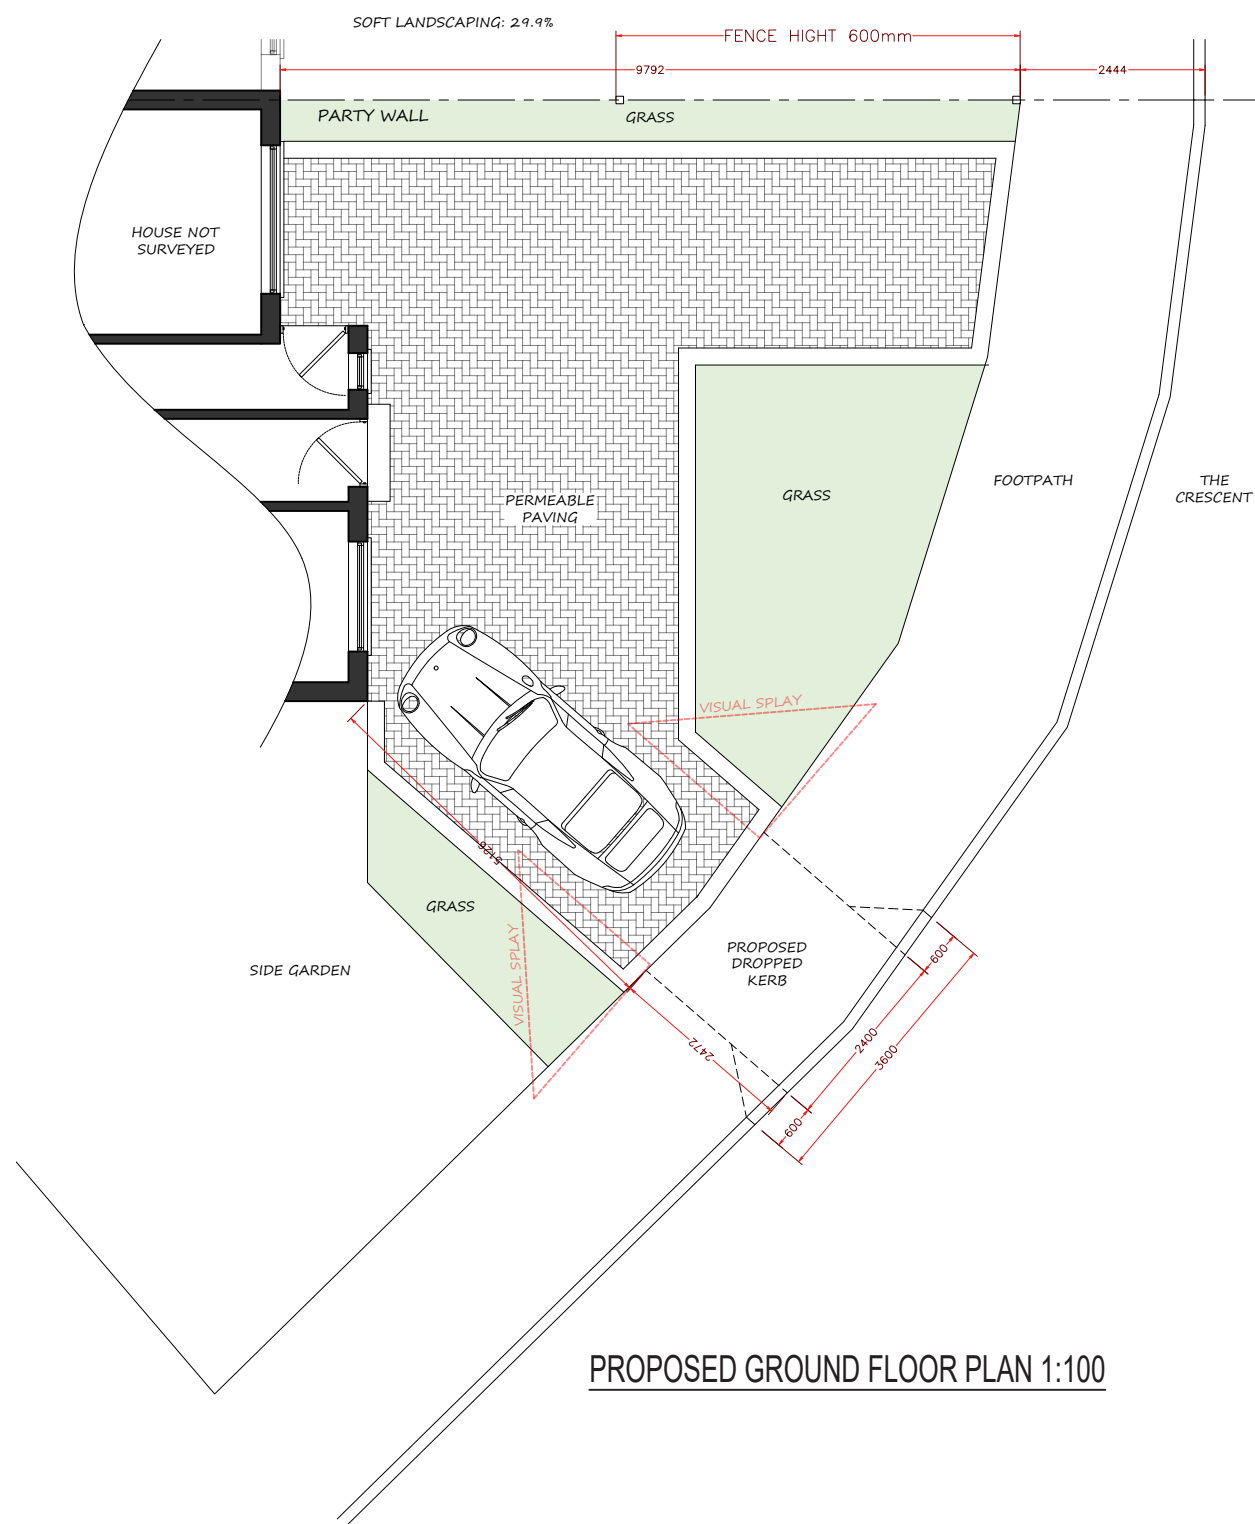 SOFT LANDSCAPING: 29.9%
FENCE HIGHT 600mm
9792
2444
PARTY WALL
GRASS
HOUSE NOT
SURVEYED
GRASS
FOOTPATH
THE
CRESCENT
PERMEABLE
PAVING
VISUAL SPLAY
5126
GRASS
VISUAL SPLAY
SIDE GARDEN
PROPOSED
DROPPED
KERB
600
2400
3600
2472
600
PROPOSED GROUND FLOOR PLAN 1:100